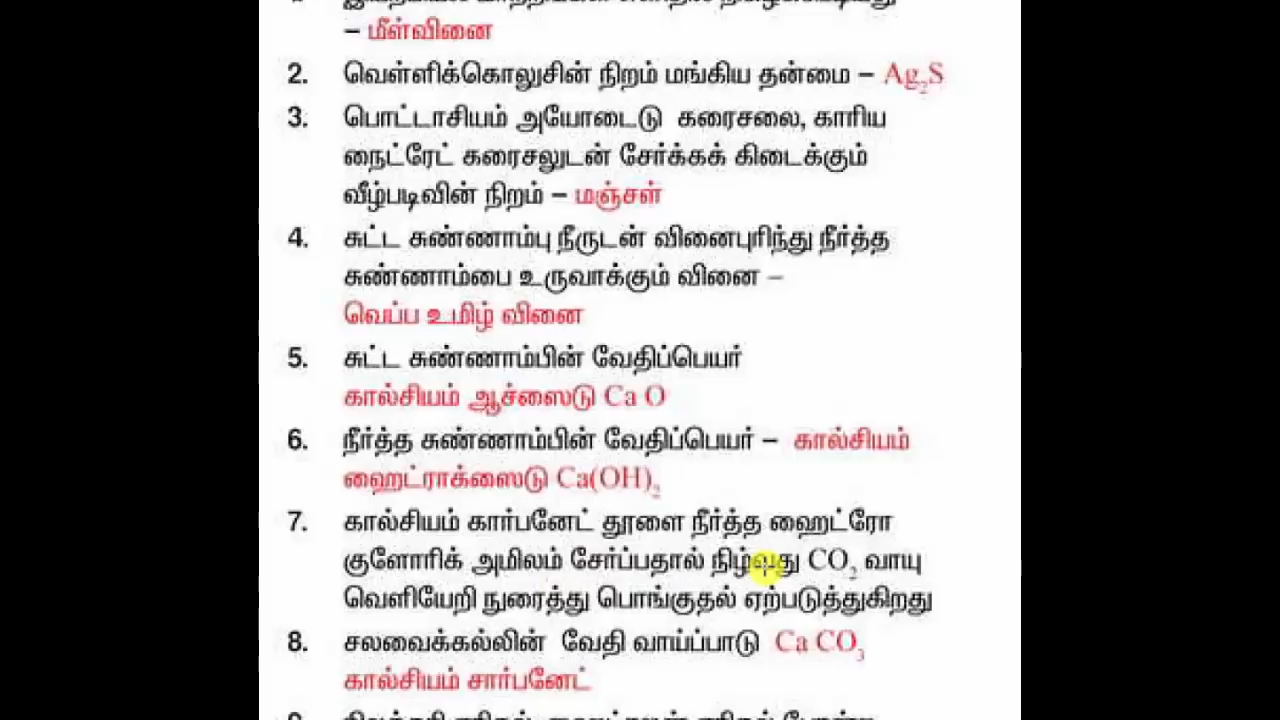 – மீள்வினை
2. வெள்ளிக்கொலுசின் நிறம் மங்கிய தன்மை – Ag₂S
3. பொட்டாசியம் அயோடைடு கரைசலை, காரிய
நைட்ரேட் கரைசலுடன் சேர்க்கக் கிடைக்கும்
வீழ்படிவின் நிறம் – மஞ்சள்
4. சுட்ட சுண்ணாம்பு நீருடன் வினைபுரிந்து நீர்த்த
சுண்ணாம்பை உருவாக்கும் வினை –
வெப்ப உமிழ் வினை
5. சுட்ட சுண்ணாம்பின் வேதிப்பெயர்
கால்சியம் ஆச்ஸைடு Ca O
6. நீர்த்த சுண்ணாம்பின் வேதிப்பெயர் – கால்சியம்
ஹைட்ராக்ஸைடு Ca(OH)₂
7. கால்சியம் கார்பனேட் தூளை நீர்த்த ஹைட்ரோ
குளோரிக் அமிலம் சேர்ப்பதால் நிழ்வது CO₂ வாயு
வெளியேறி நுரைத்து பொங்குதல் ஏற்படுத்துகிறது
8. சலவைக்கல்லின் வேதி வாய்ப்பாடு Ca CO₃
கால்சியம் சார்பனேட்